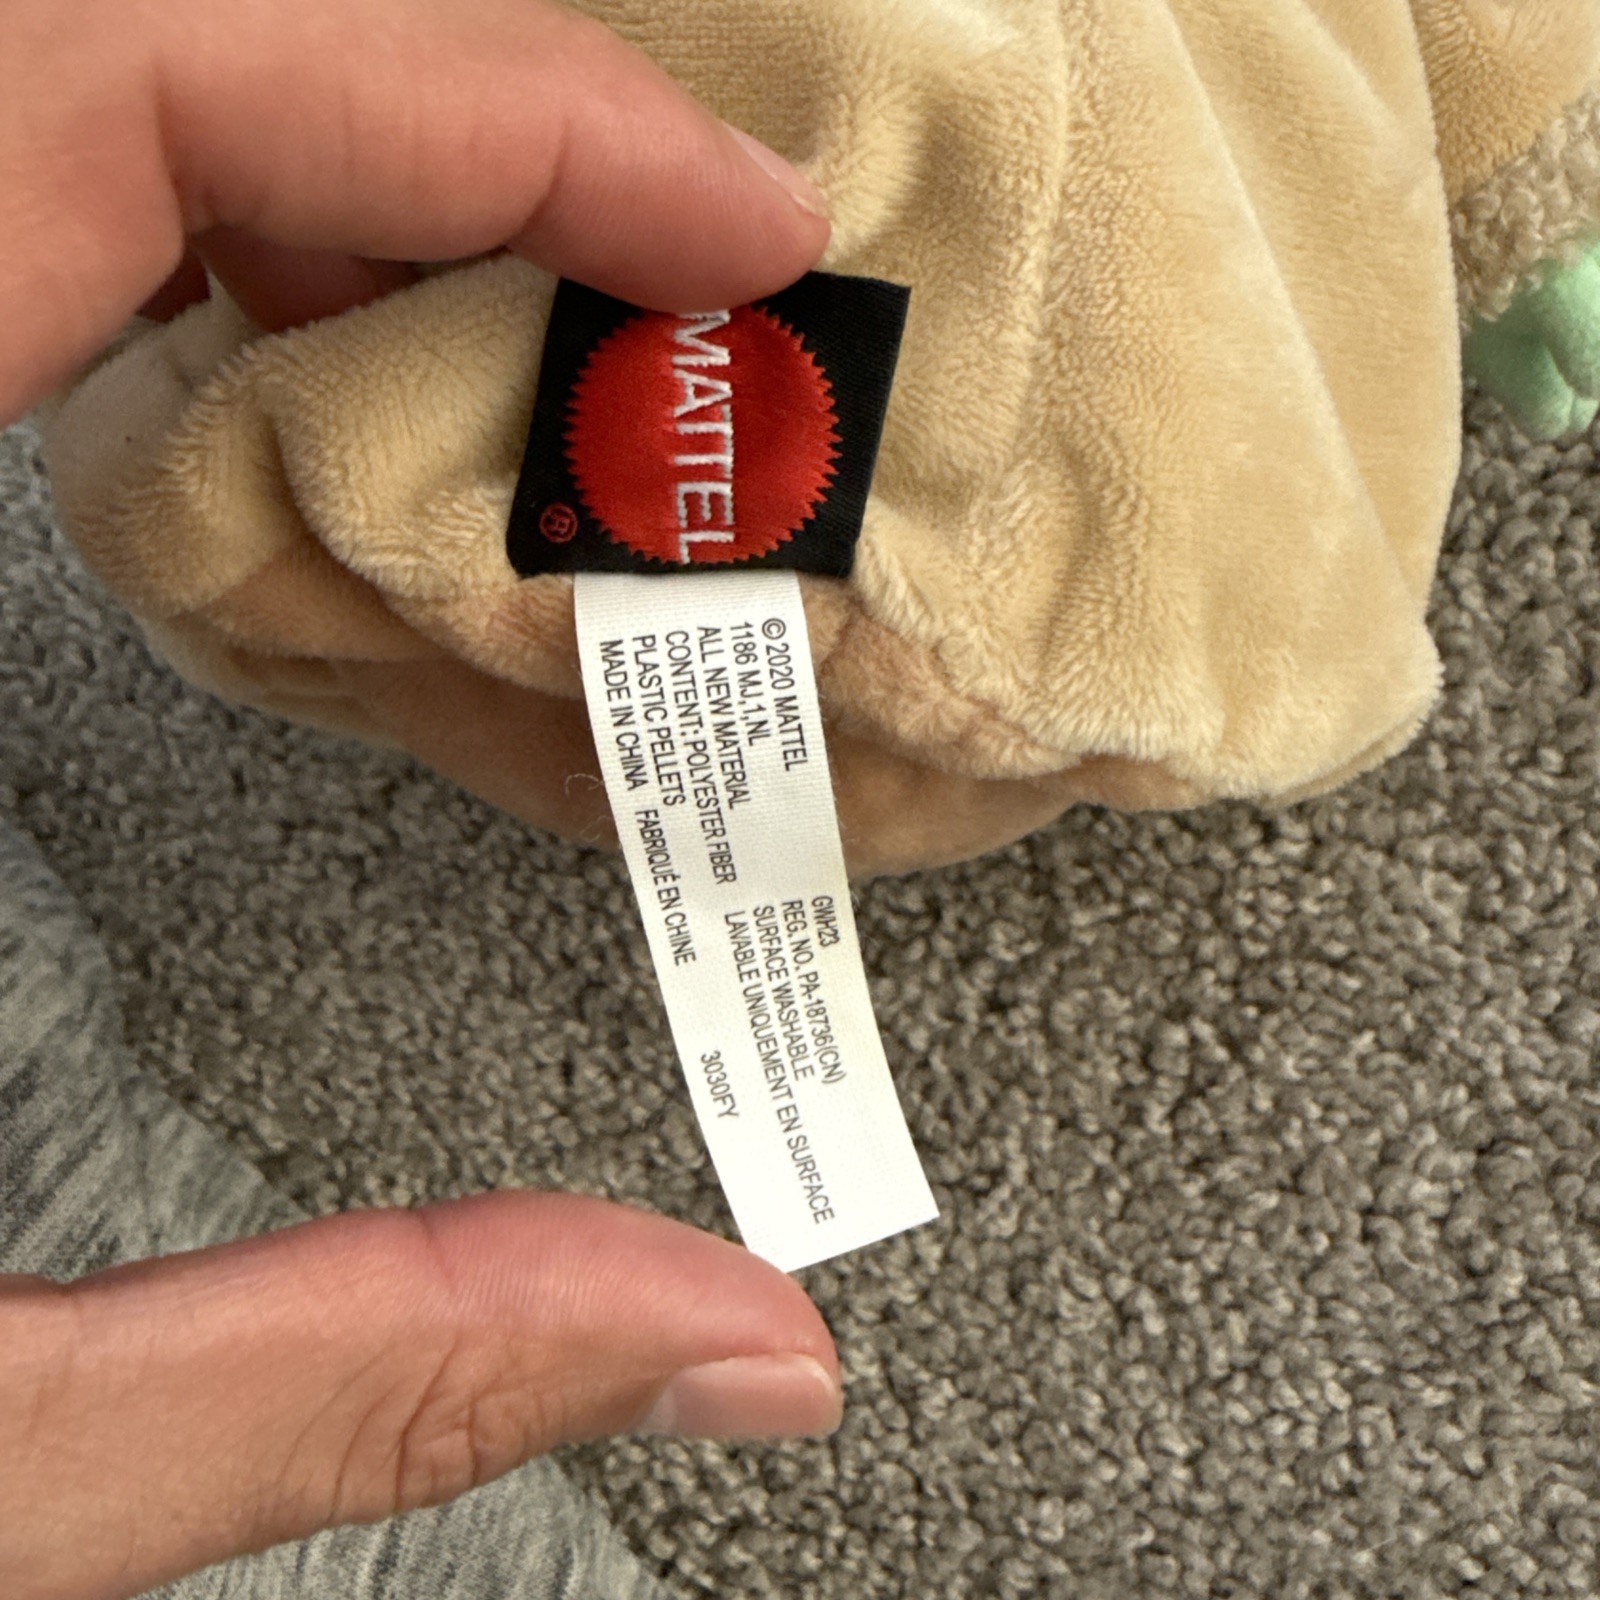 MATTEL
®
©2020 MATTEL
1186 MJ,1,NL
ALL NEW MATERIAL
CONTENT: POLYESTER FIBER
PLASTIC PELLETS
MADE IN CHINA FABRIQUÉ EN CHINE
GWH23
REG. NO. PA-18736(CN)
SURFACE WASHABLE
LAVABLE UNIQUEMENT EN SURFACE
3030FY